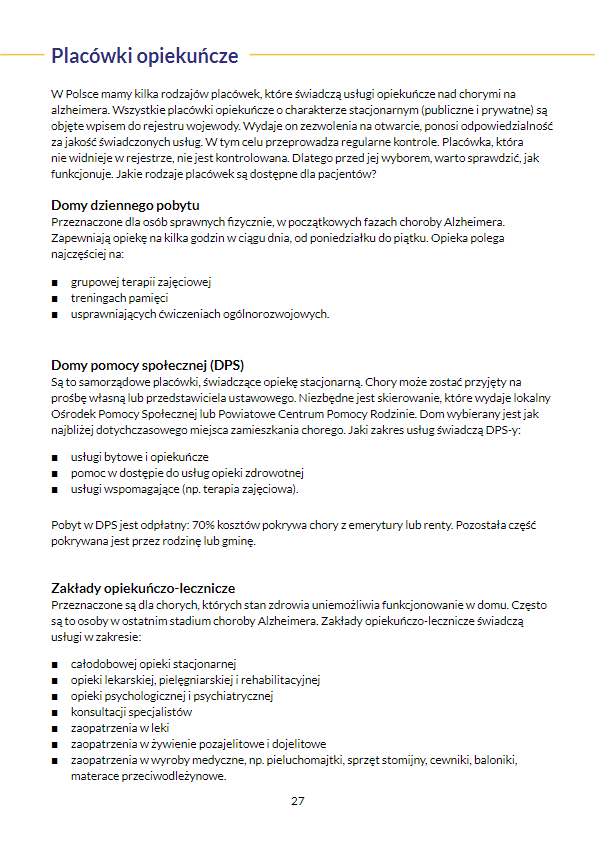 Placówki opiekuńcze
W Polsce mamy kilka rodzajów placówek, które świadczą usługi opiekuńcze nad chorymi na
alzheimera. Wszystkie placówki opiekuńcze o charakterze stacjonarnym (publiczne i prywatne) są
objęte wpisem do rejestru wojewody. Wydaje on zezwolenia na otwarcie, ponosi odpowiedzialność
za jakość świadczonych usług. W tym celu przeprowadza regularne kontrole. Placówka, która
nie widnieje w rejestrze, nie jest kontrolowana. Dlatego przed jej wyborem, warto sprawdzić, jak
funkcjonuje. Jakie rodzaje placówek są dostępne dla pacjentów?
Domy dziennego pobytu
Przeznaczone dla osób sprawnych fizycznie, w początkowych fazach choroby Alzheimera.
Zapewniają opiekę na kilka godzin w ciągu dnia, od poniedziałku do piątku. Opieka polega
najczęściej na:
■ grupowej terapii zajęciowej
■ treningach pamięci
■ usprawniających ćwiczeniach ogólnorozwojowych.
Domy pomocy społecznej (DPS)
Są to samorządowe placówki, świadczące opiekę stacjonarną. Chory może zostać przyjęty na
prośbę własną lub przedstawiciela ustawowego. Niezbędne jest skierowanie, które wydaje lokalny
Ośrodek Pomocy Społecznej lub Powiatowe Centrum Pomocy Rodzinie. Dom wybierany jest jak
najbliżej dotychczasowego miejsca zamieszkania chorego. Jaki zakres usług świadczą DPS-y:
■ usługi bytowe i opiekuńcze
■ pomoc w dostępie do usług opieki zdrowotnej
■ usługi wspomagające (np. terapia zajęciowa).
Pobyt w DPS jest odpłatny: 70% kosztów pokrywa chory z emerytury lub renty. Pozostała część
pokrywana jest przez rodzinę lub gminę.
Zakłady opiekuńczo-lecznicze
Przeznaczone są dla chorych, których stan zdrowia uniemożliwia funkcjonowanie w domu. Często
są to osoby w ostatnim stadium choroby Alzheimera. Zakłady opiekuńczo-lecznicze świadczą
usługi w zakresie:
■ całodobowej opieki stacjonarnej
■ opieki lekarskiej, pielęgniarskiej i rehabilitacyjnej
■ opieki psychologicznej i psychiatrycznej
■ konsultacji specjalistów
■ zaopatrzenia w leki
■ zaopatrzenia w żywienie pozajelitowe i dojelitowe
■ zaopatrzenia w wyroby medyczne, np. pieluchomajtki, sprzęt stomijny, cewniki, baloniki,
materace przeciwodleżynowe.
27